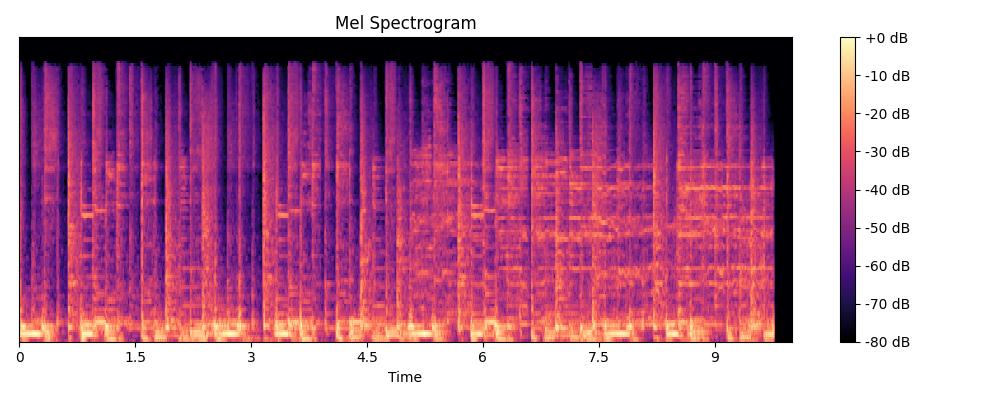 Mel Spectrogram
+0 dB
-10 dB
-20 dB
-30 dB
-40 dB
-50 dB
-60 dB
-70 dB
-80 dB
0
1.5
3
4.5
6
7.5
9
Time